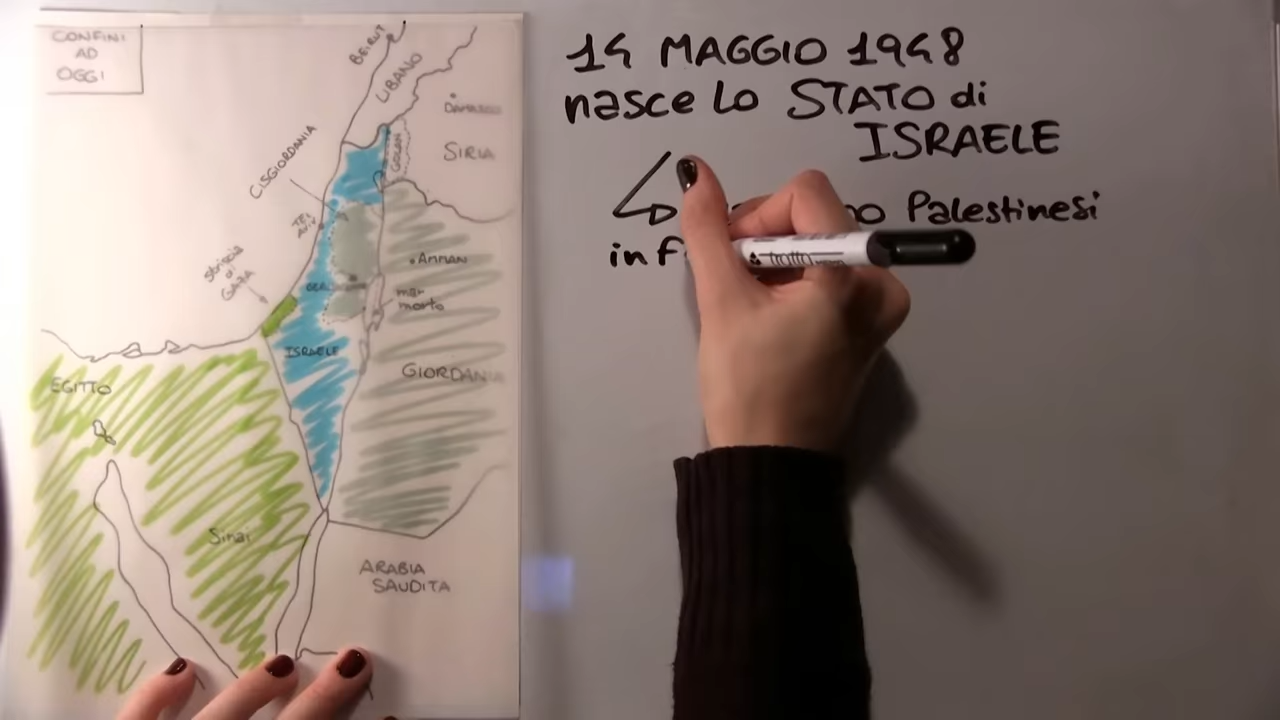 CONFINI
AD
OGGI
BEIRUT
LIBANO
DAMASCO
SIRIA
GOLAN
CISGIORDANIA
TEL
AVIV
striscia
di
GAZA
AMMAN
mar
morto
ISRAELE
GIORDANIA
EGITTO
Sinai
ARABIA
SAUDITA
14 MAGGIO 1948
nasce lo STATO di
ISRAELE
Palestinesi
in f
tratto